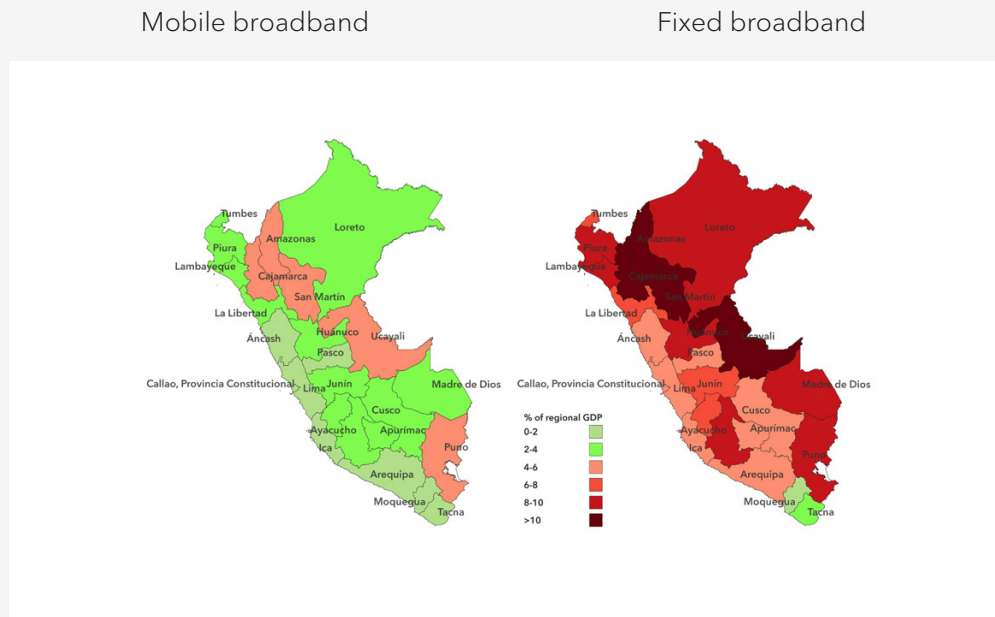 Mobile broadband
Fixed broadband
Tumbes
Loreto
Amazonas
Piura
Lambayeque
Cajamarca
San Martín
La Libertad
Áncash
Huánuco
Ucayali
Pasco
Callao, Provincia Constitucional
Lima
Junín
Madre de Dios
Cusco
Ayacucho
Apurímac
Ica
Puno
Arequipa
Moquegua
Tacna
Tumbes
Loreto
Amazonas
Piura
Lambayeque
Cajamarca
San Martín
La Libertad
Áncash
Huánuco
Ucayali
Pasco
Callao, Provincia Constitucional
Lima
Junín
Madre de Dios
Cusco
Ayacucho
Apurímac
Ica
Puno
Arequipa
Moquegua
Tacna
% of regional GDP
0-2
2-4
4-6
6-8
8-10
>10